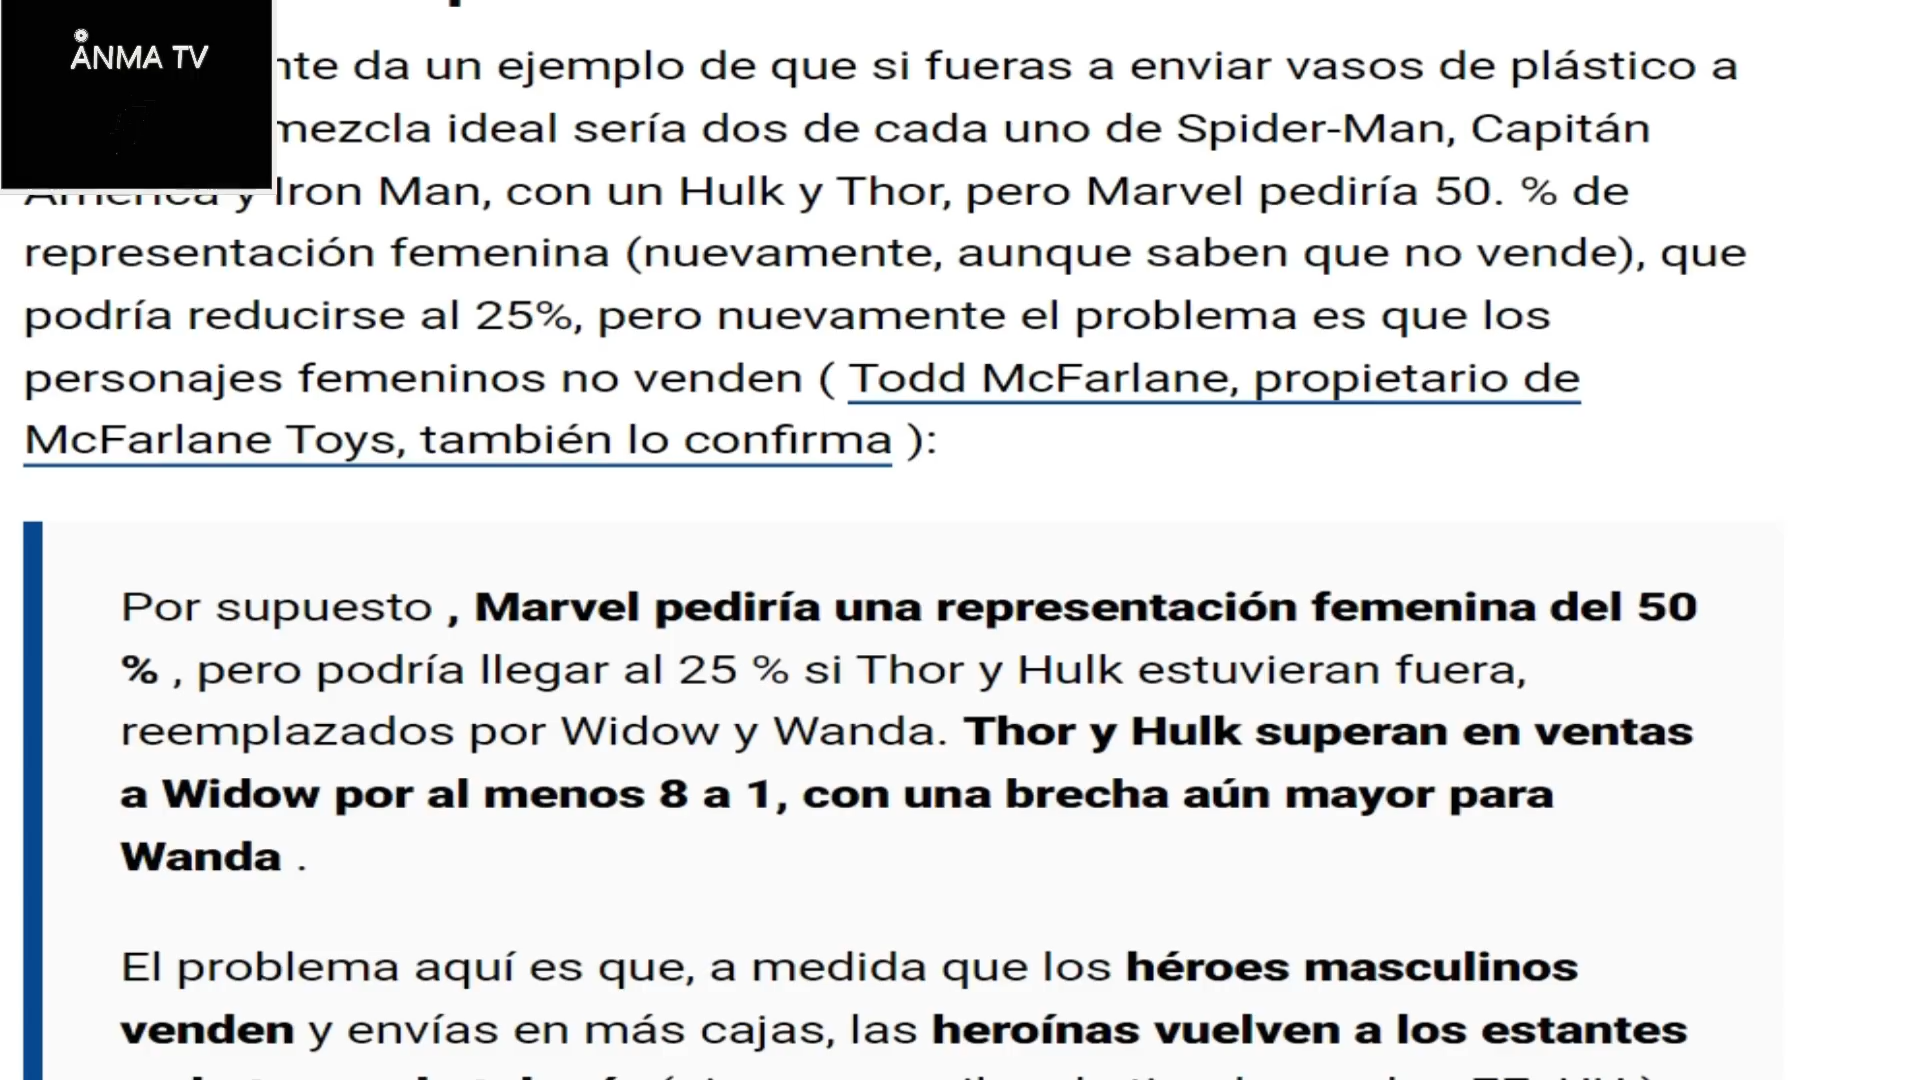 ÅNMA TV
nte da un ejemplo de que si fueras a enviar vasos de plástico a
mezcla ideal sería dos de cada uno de Spider-Man, Capitán
América y Iron Man, con un Hulk y Thor, pero Marvel pediría 50. % de
representación femenina (nuevamente, aunque saben que no vende), que
podría reducirse al 25%, pero nuevamente el problema es que los
personajes femeninos no venden ( Todd McFarlane, propietario de
McFarlane Toys, también lo confirma ):
Por supuesto , Marvel pediría una representación femenina del 50
% , pero podría llegar al 25 % si Thor y Hulk estuvieran fuera,
reemplazados por Widow y Wanda. Thor y Hulk superan en ventas
a Widow por al menos 8 a 1, con una brecha aún mayor para
Wanda .
El problema aquí es que, a medida que los héroes masculinos
venden y envías en más cajas, las heroínas vuelven a los estantes